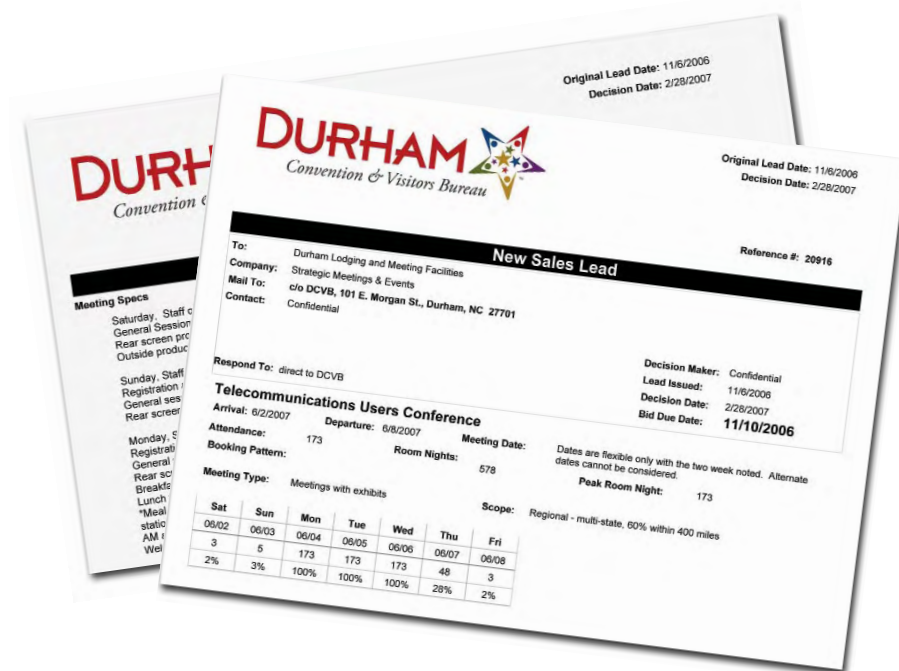 Original Lead Date: 11/6/2006
Decision Date: 2/28/2007
DURH
Convention
Meeting Specs
Saturday, Staff
General Session
Rear screen
Outside
Sunday, Staff
Registration
General
Rear screen
Monday,
General
Rear
Lunch
*Meal
AM
DURHAM
Convention & Visitors Bureau
Original Lead Date: 11/6/2006
Decision Date: 2/28/2007
Reference #: 20916
New Sales Lead
To: Durham Lodging and Meeting Facilities
Company: Strategic Meetings & Events
Mail To: c/o DCVB, 101 E. Morgan St., Durham, NC 27701
Contact: Confidential
Decision Maker: Confidential
Lead Issued: 11/6/2006
Decision Date: 2/28/2007
Bid Due Date: 11/10/2006
Respond To: direct to DCVB
Telecommunications Users Conference
Arrival: 6/2/2007 Departure: 6/8/2007 Meeting Date: Dates are flexible only with the two week noted. Alternate
dates cannot be considered.
Attendance: 173 Room Nights: 578 Peak Room Night: 173
Booking Pattern:
Meeting Type: Meetings with exhibits Scope: Regional - multi-state, 60% within 400 miles
Sat Sun Mon Tue Wed Thu Fri
06/02 06/03 06/04 06/05 06/06 06/07 06/08
3 5 173 173 173 48 3
2% 3% 100% 100% 100% 28% 2%